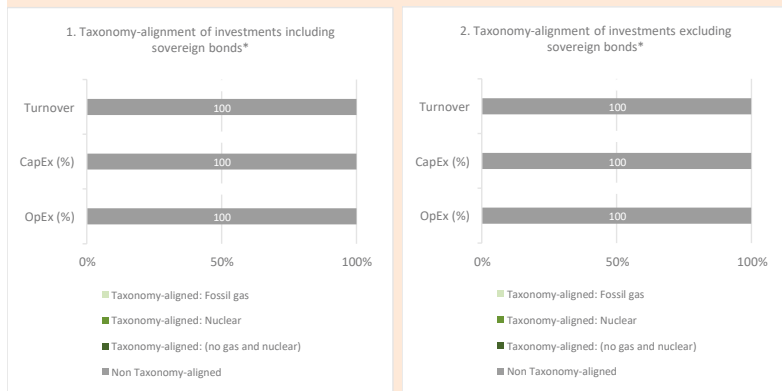 1. Taxonomy-alignment of investments including
sovereign bonds*
Turnover
100
CapEx (%)
100
OpEx (%)
100
0%
50%
100%
Taxonomy-aligned: Fossil gas
Taxonomy-aligned: Nuclear
Taxonomy-aligned: (no gas and nuclear)
Non Taxonomy-aligned
2. Taxonomy-alignment of investments excluding
sovereign bonds*
Turnover
100
CapEx (%)
100
OpEx (%)
100
0%
50%
100%
Taxonomy-aligned: Fossil gas
Taxonomy-aligned: Nuclear
Taxonomy-aligned: (no gas and nuclear)
Non Taxonomy-aligned